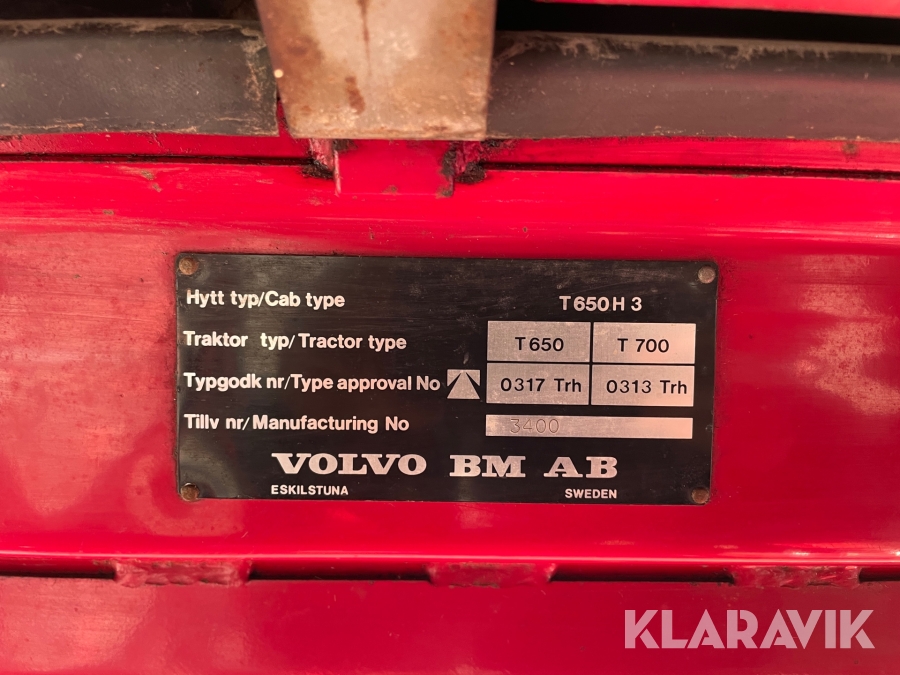 Hytt typ/Cab type T650H 3
Traktor typ/Tractor type T650 T 700
Typgodk nr/Type approval No 0317 Trh 0313 Trh
Tillv nr/Manufacturing No 3400
VOLVO BM AB
ESKILSTUNA SWEDEN
KLARAVIK